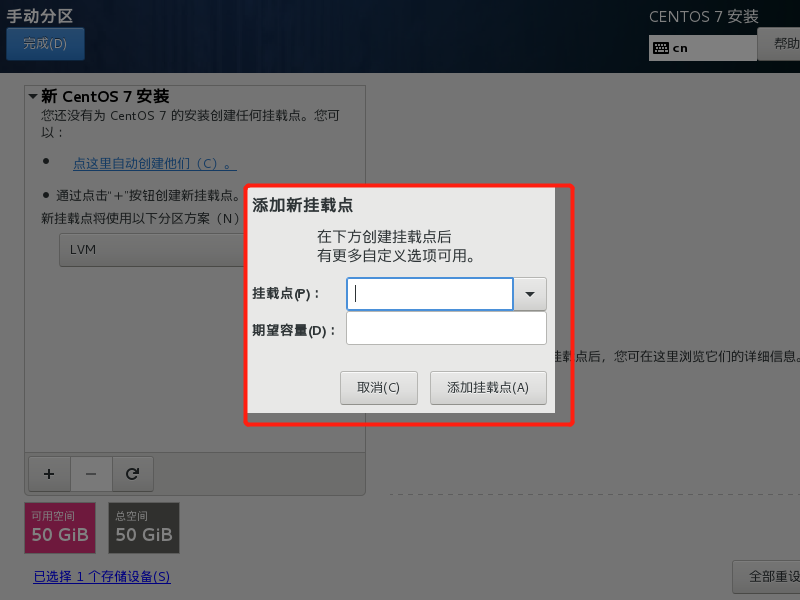 手动分区
CENTOS 7 安装
完成(D)
cn
帮助
新 CentOS 7 安装
您还没有为 CentOS 7 的安装创建任何挂载点。您可
以：
点这里自动创建他们（C）。
通过点击"+"按钮创建新挂载点。
新挂载点将使用以下分区方案（N）
LVM
添加新挂载点
在下方创建挂载点后
有更多自定义选项可用。
挂载点(P)：
期望容量(D)：
取消(C)
添加挂载点(A)
挂载点后，您可在这里浏览它们的详细信息。
+
−
可用空间
50 GiB
总空间
50 GiB
已选择 1 个存储设备(S)
全部重设